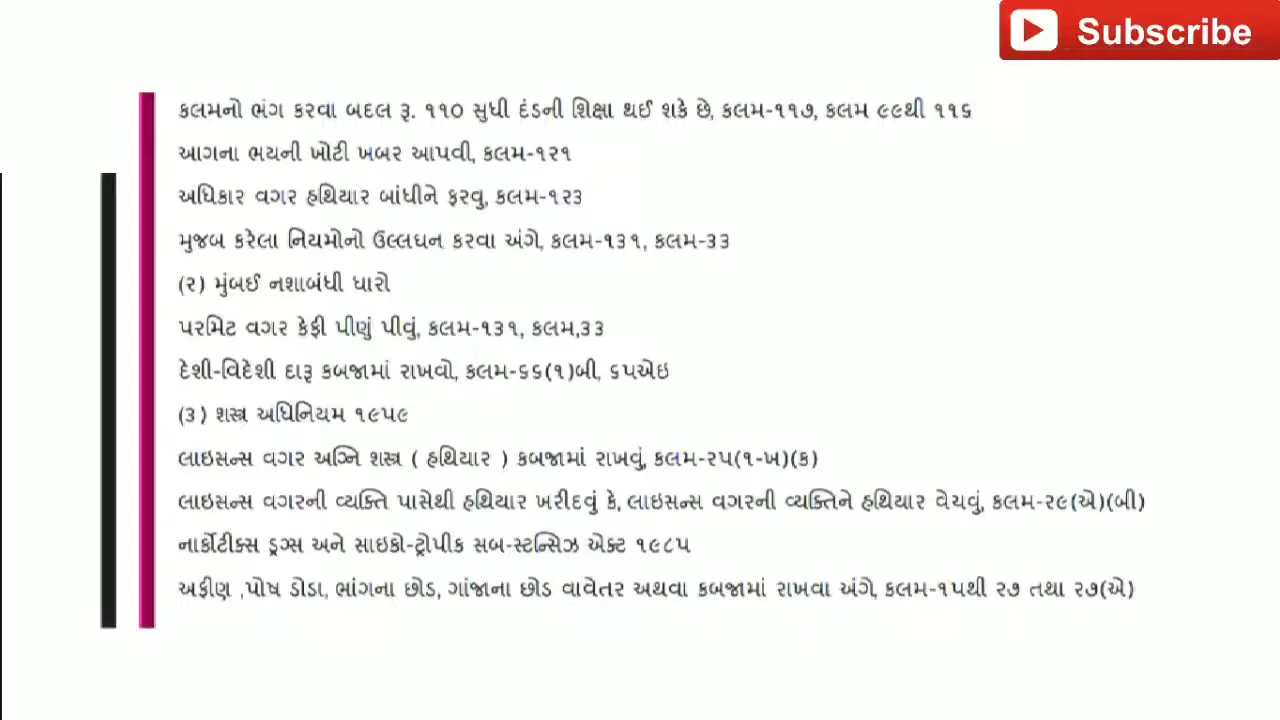 Subscribe
કલમનો ભંગ કરવા બદલ રૂ. ૧૧૦ સુધી દંડની શિક્ષા થઈ શકે છે, કલમ-૧૧૭, કલમ ૯૯થી ૧૧૬
આગના ભયની ખોટી ખબર આપવી, કલમ-૧૨૧
અધિકાર વગર હથિયાર બાંધીને ફરવુ, કલમ-૧૨૩
મુજબ કરેલા નિયમોનો ઉલ્લઘન કરવા અંગે, કલમ-૧૩૧, કલમ-૩૩
(૨) મુંબઈ નશાબંધી ધારો
પરમિટ વગર કેફી પીણું પીવું, કલમ-૧૩૧, કલમ,૩૩
દેશી-વિદેશી દારૂ કબજામાં રાખવો, કલમ-૬૬(૧)બી, ૬૫એઇ
(૩) શસ્ત્ર અધિનિયમ ૧૯૫૯
લાઇસન્સ વગર અગ્નિ શસ્ત્ર ( હથિયાર ) કબજામાં રાખવું, કલમ-૨૫(૧-ખ)(ક)
લાઇસન્સ વગરની વ્યક્તિ પાસેથી હથિયાર ખરીદવું કે, લાઇસન્સ વગરની વ્યક્તિને હથિયાર વેચવું, કલમ-૨૯(એ)(બી)
નાર્કોટીક્સ ડ્રગ્સ અને સાઇકો-ટ્રોપીક સબ-સ્ટન્સિઝ એક્ટ ૧૯૮૫
અફીણ ,પોષ ડોડા, ભાંગના છોડ, ગાંજાના છોડ વાવેતર અથવા કબજામાં રાખવા અંગે, કલમ-૧૫થી ૨૭ તથા ૨૭(એ)